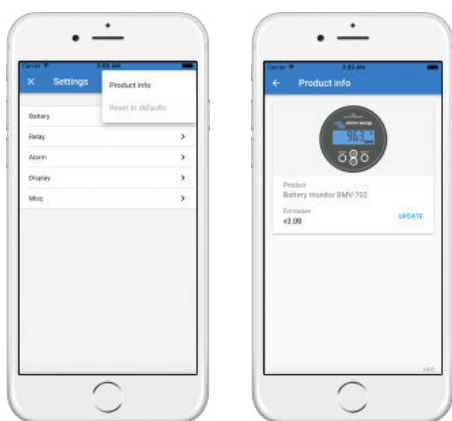 Carrier
1:03 AM
Settings
Product info
Reset to defaults
Battery
Relay
Alarm
Display
Misc
Carrier
1:03 AM
Product info
Product
Battery monitor BMV-702
Firmware
v3.08
UPDATE